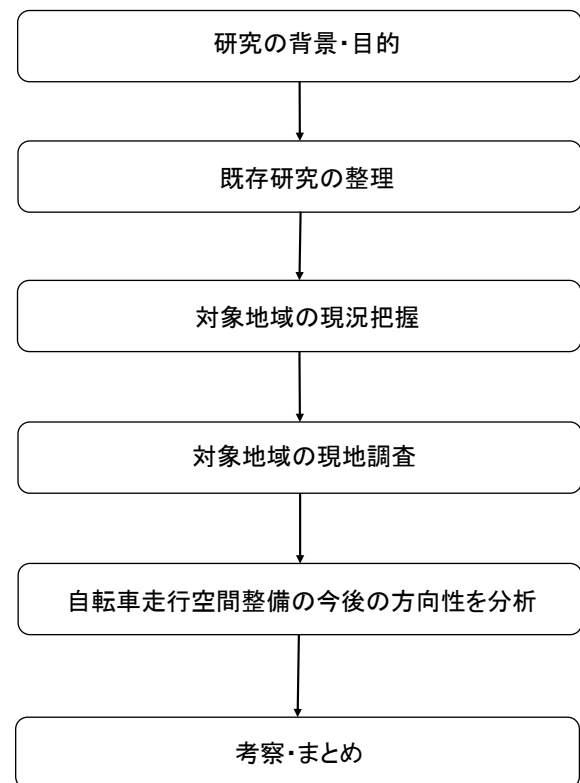 研究の背景・目的
既存研究の整理
対象地域の現況把握
対象地域の現地調査
自転車走行空間整備の今後の方向性を分析
考察・まとめ